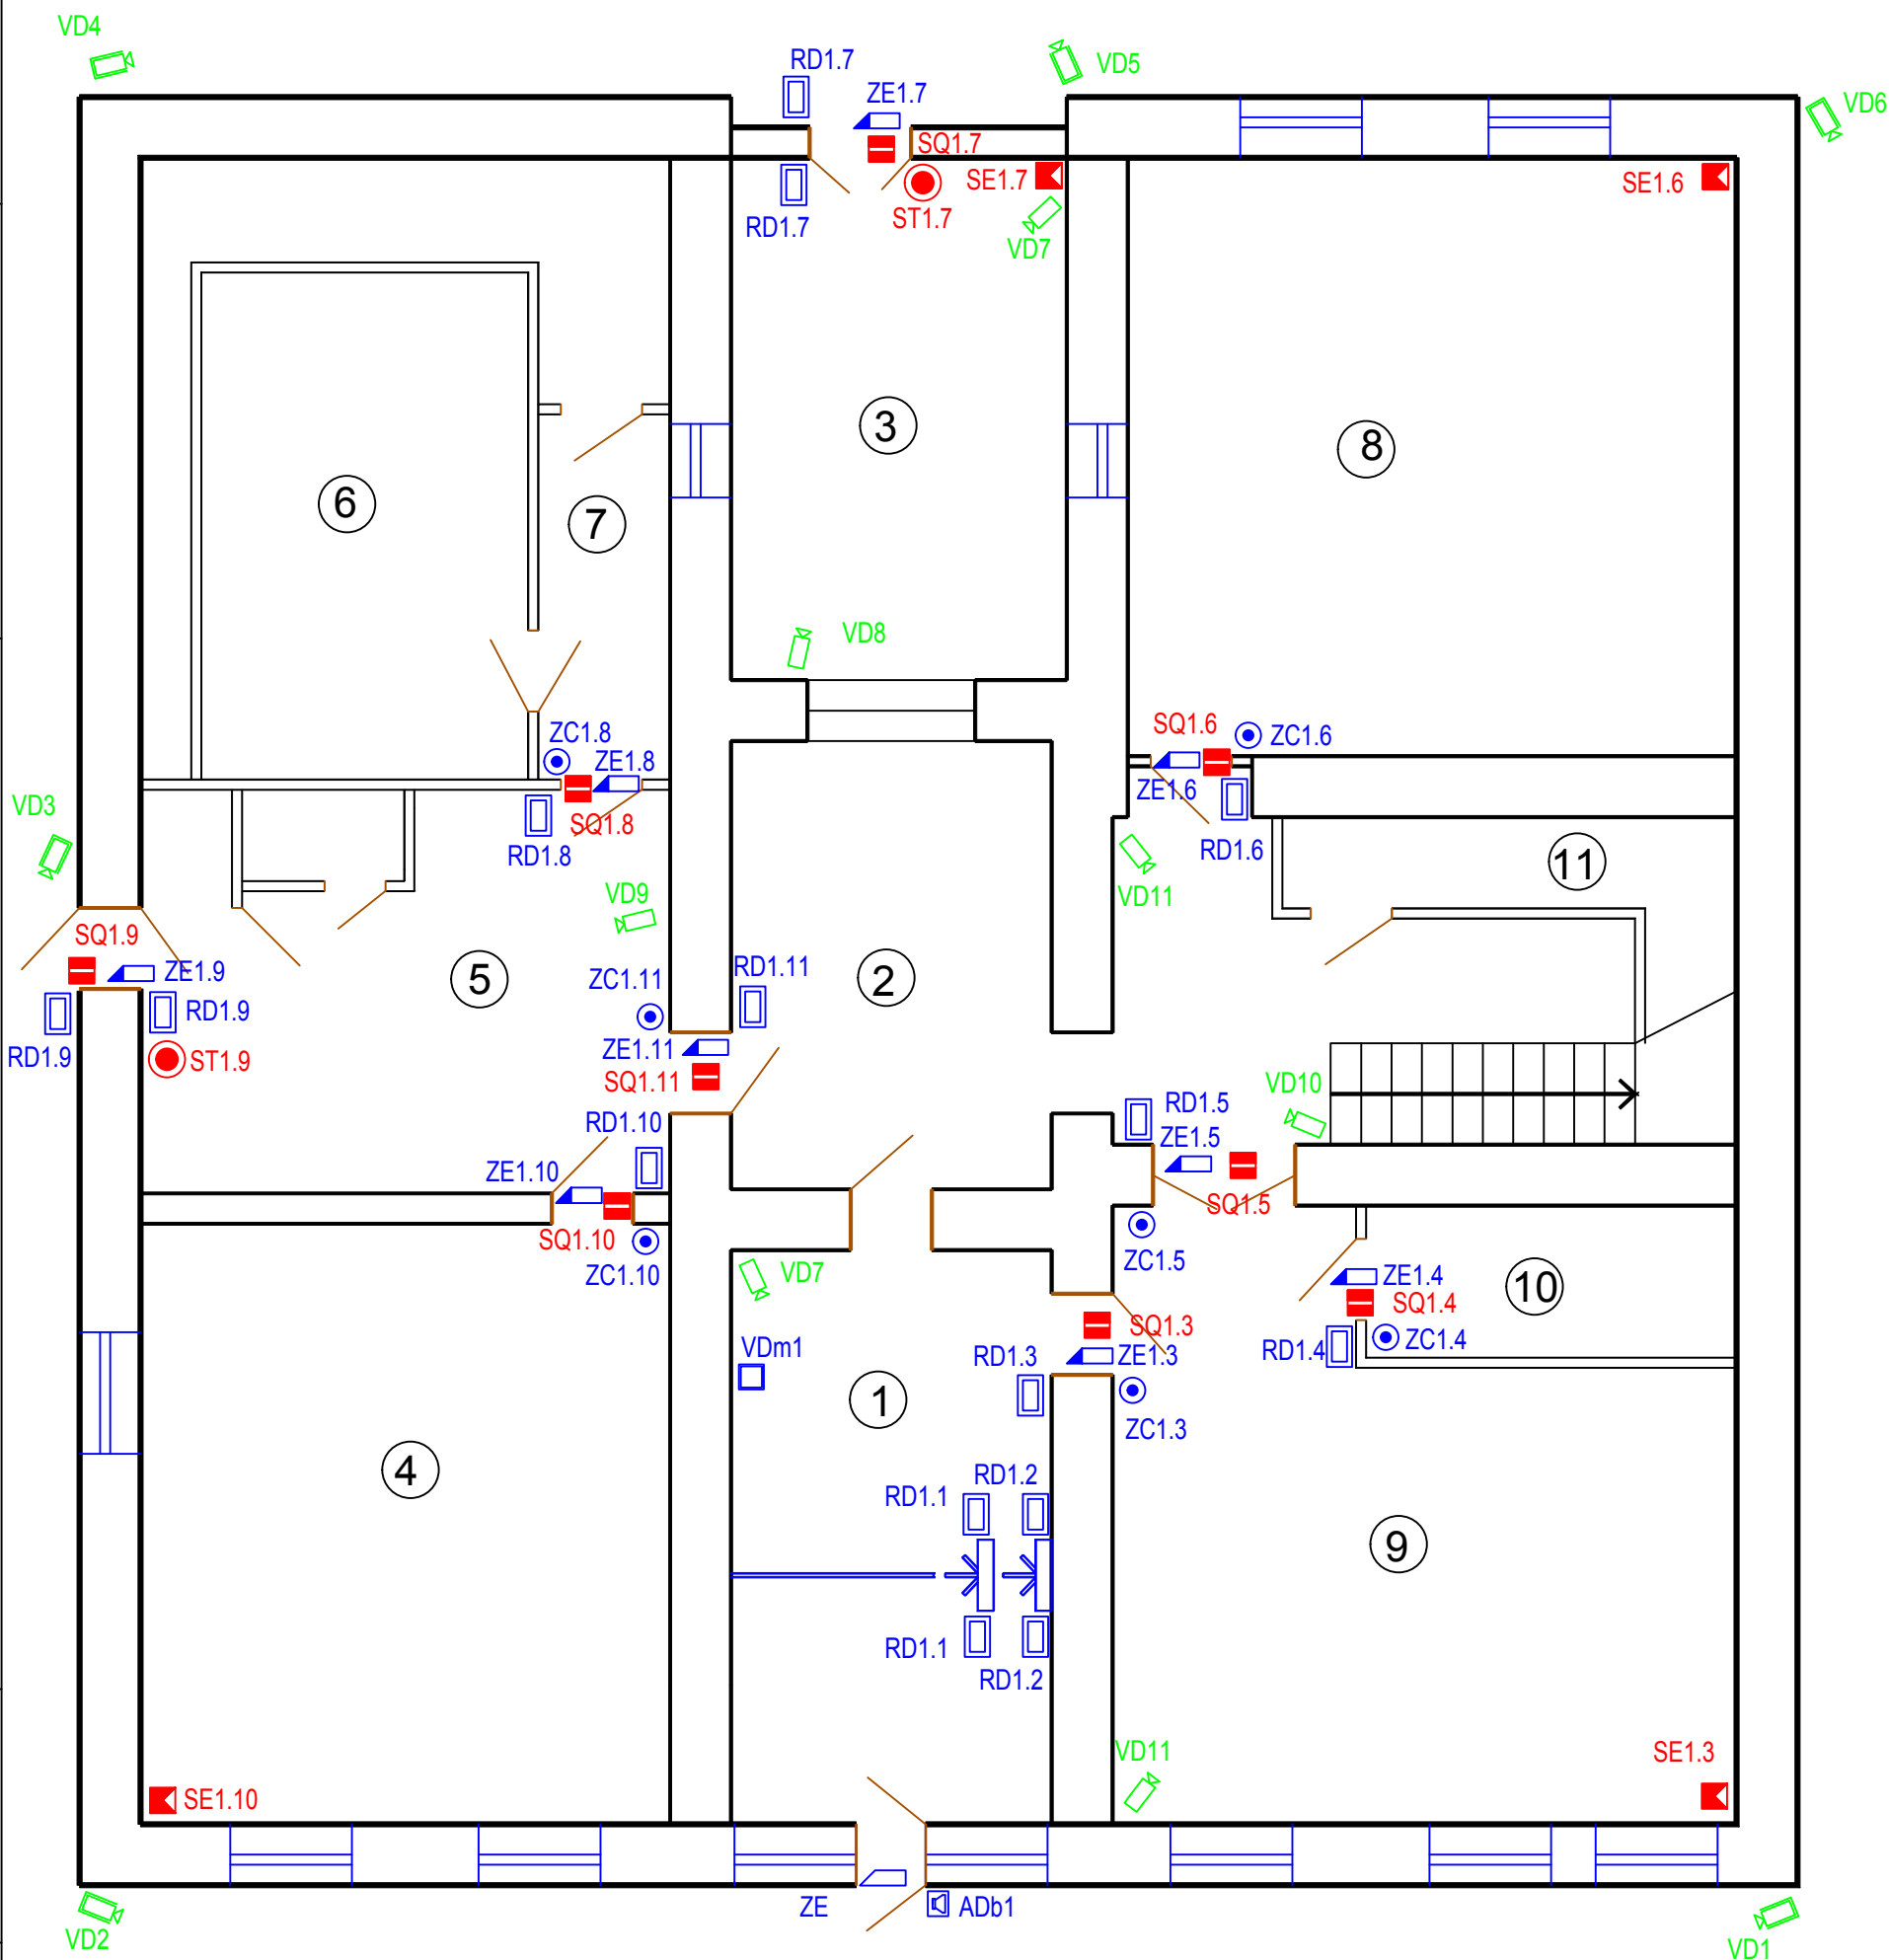 VD4
RD1.7
VD5
ZE1.7
VD6
SQ1.7
SE1.7
SE1.6
ST1.7
RD1.7
VD7
3
8
6
7
VD8
ZC1.8
SQ1.6
ZC1.6
ZE1.8
ZE1.6
VD3
SQ1.8
RD1.8
RD1.6
11
VD9
VD11
SQ1.9
ZE1.9
5
ZC1.11
RD1.11
2
RD1.9
RD1.9
ST1.9
ZE1.11
SQ1.11
VD10
RD1.10
RD1.5
ZE1.5
ZE1.10
SQ1.5
SQ1.10
ZC1.10
ZC1.5
VD7
ZE1.4
10
SQ1.4
SQ1.3
VDm1
RD1.3
ZE1.3
RD1.4
ZC1.4
1
ZC1.3
4
RD1.2
RD1.1
9
RD1.1
RD1.2
VD11
SE1.3
SE1.10
ZE
ADb1
VD2
VD1